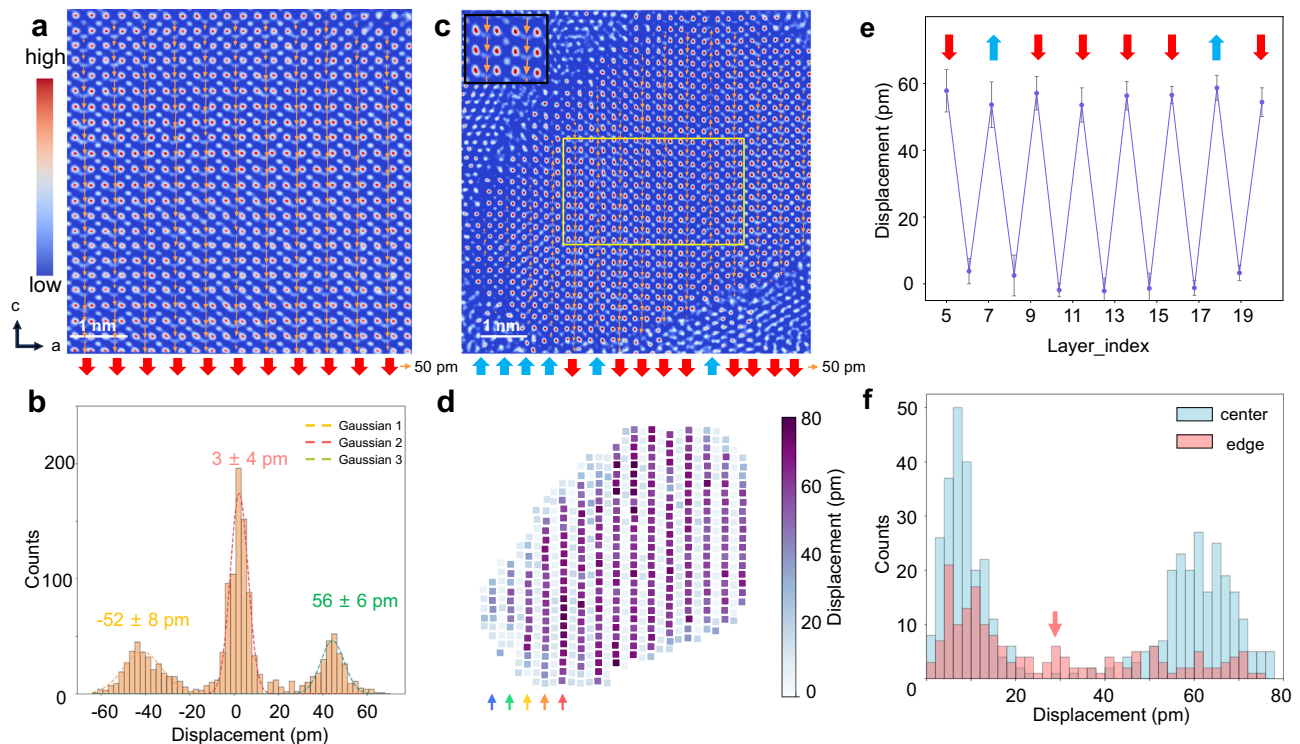 a
high
low
c
a
1 nm
50 pm
b
Counts
200
100
0
Gaussian 1
Gaussian 2
Gaussian 3
3 ± 4 pm
-52 ± 8 pm
56 ± 6 pm
-60 -40 -20 0 20 40 60
Displacement (pm)
c
1 nm
50 pm
d
80
60
40
20
0
Displacement (pm)
e
Displacement (pm)
60
40
20
0
5 7 9 11 13 15 17 19
Layer_index
f
Counts
50
40
30
20
10
0
center
edge
20 40 60 80
Displacement (pm)